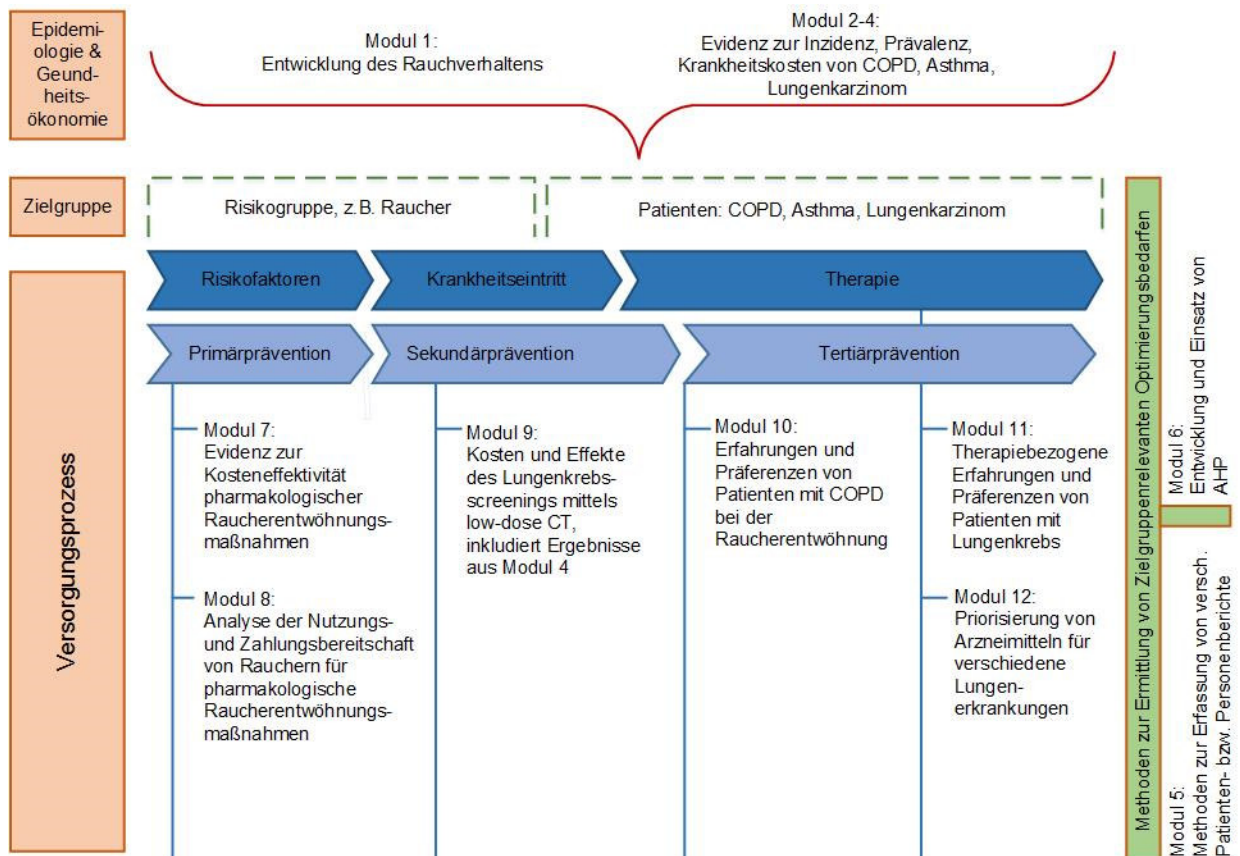 Epidemi-
ologie &
Geund-
heits-
ökonomie
Modul 1:
Entwicklung des Rauchverhaltens
Modul 2-4:
Evidenz zur Inzidenz, Prävalenz,
Krankheitskosten von COPD, Asthma,
Lungenkarzinom
Zielgruppe
Risikogruppe, z.B. Raucher
Patienten: COPD, Asthma, Lungenkarzinom
Versorgungsprozess
Risikofaktoren
Krankheitseintritt
Therapie
Primärprävention
Sekundärprävention
Tertiärprävention
Modul 7:
Evidenz zur
Kosteneffektivität
pharmakologischer
Raucherentwöhnungs-
maßnahmen
Modul 8:
Analyse der Nutzungs-
und Zahlungsbereitschaft
von Rauchern für
pharmakologische
Raucherentwöhnungs-
maßnahmen
Modul 9:
Kosten und Effekte
des Lungenkrebs-
screenings mittels
low-dose CT,
inkludiert Ergebnisse
aus Modul 4
Modul 10:
Erfahrungen und
Präferenzen von
Patienten mit COPD
bei der
Raucherentwöhnung
Modul 11:
Therapiebezogene
Erfahrungen und
Präferenzen von
Patienten mit
Lungenkrebs
Modul 12:
Priorisierung von
Arzneimitteln für
verschiedene
Lungen-
erkrankungen
Methoden zur Ermittlung von Zielgruppenrelevanten Optimierungsbedarfen
Modul 6:
Entwicklung und Einsatz von
AHP
Modul 5:
Methoden zur Erfassung von versch.
Patienten- bzw. Personenberichte